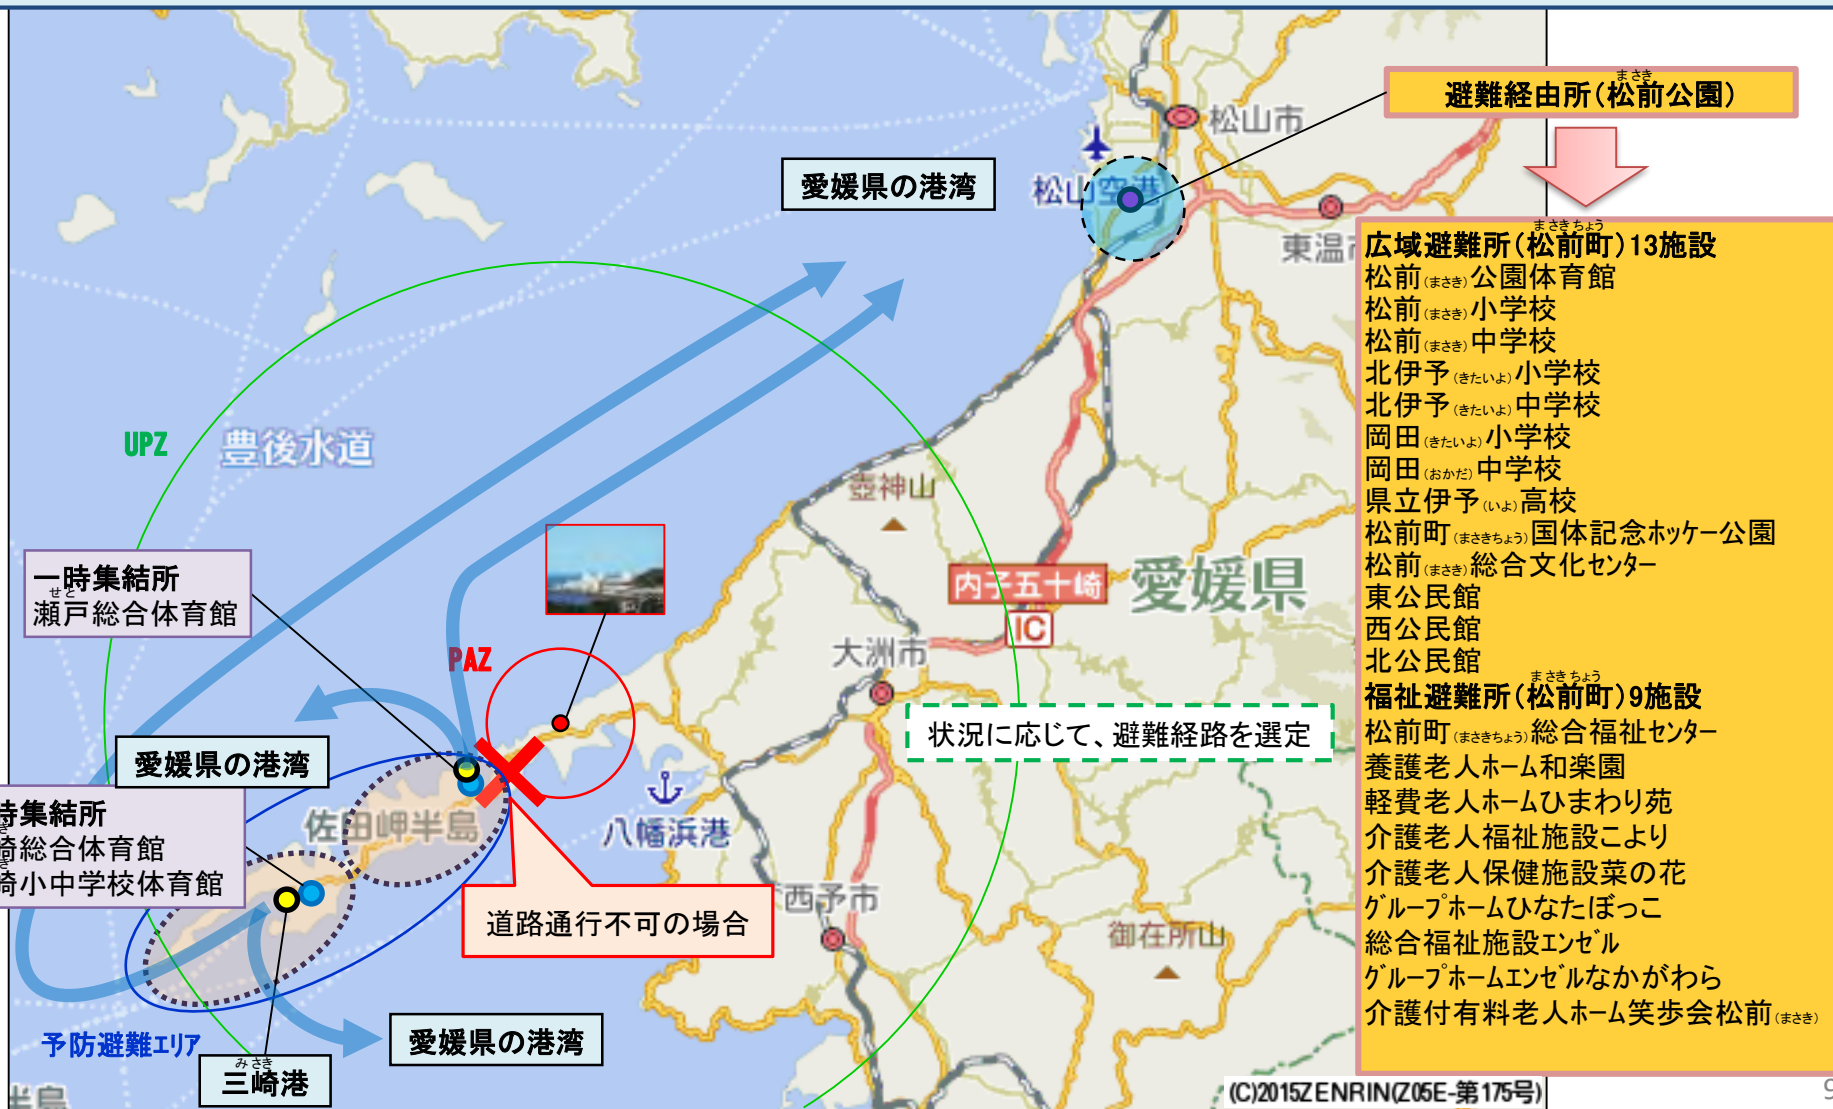 避難経由所(松前公園)
まさき
松山市
愛媛県の港湾
松山空港
東温
広域避難所(松前町)13施設
まさきちょう
松前(まさき)公園体育館
松前(まさき)小学校
松前(まさき)中学校
北伊予(きたいよ)小学校
北伊予(きたいよ)中学校
岡田(きたいよ)小学校
岡田(おかだ)中学校
県立伊予(いよ)高校
松前町(まさきちょう)国体記念ホッケー公園
松前(まさき)総合文化センター
東公民館
西公民館
北公民館
福祉避難所(松前町)9施設
まさきちょう
松前町(まさきちょう)総合福祉センター
養護老人ホーム和楽園
軽費老人ホームひまわり苑
介護老人福祉施設こより
介護老人保健施設菜の花
グループホームひなたぼっこ
総合福祉施設エンゼル
グループホームエンゼルなかがわら
介護付有料老人ホーム笑歩会松前(まさき)
UPZ
豊後水道
壺神山
一時集結所
せと
瀬戸総合体育館
内子五十崎
IC
愛媛県
大洲市
PAZ
状況に応じて、避難経路を選定
愛媛県の港湾
時集結所
崎総合体育館
崎小中学校体育館
佐田岬半島
八幡浜港
道路通行不可の場合
西予市
御在所山
予防避難エリア
みさき
三崎港
愛媛県の港湾
半島
(C)2015ZENRIN(Z05E-第175号)
9